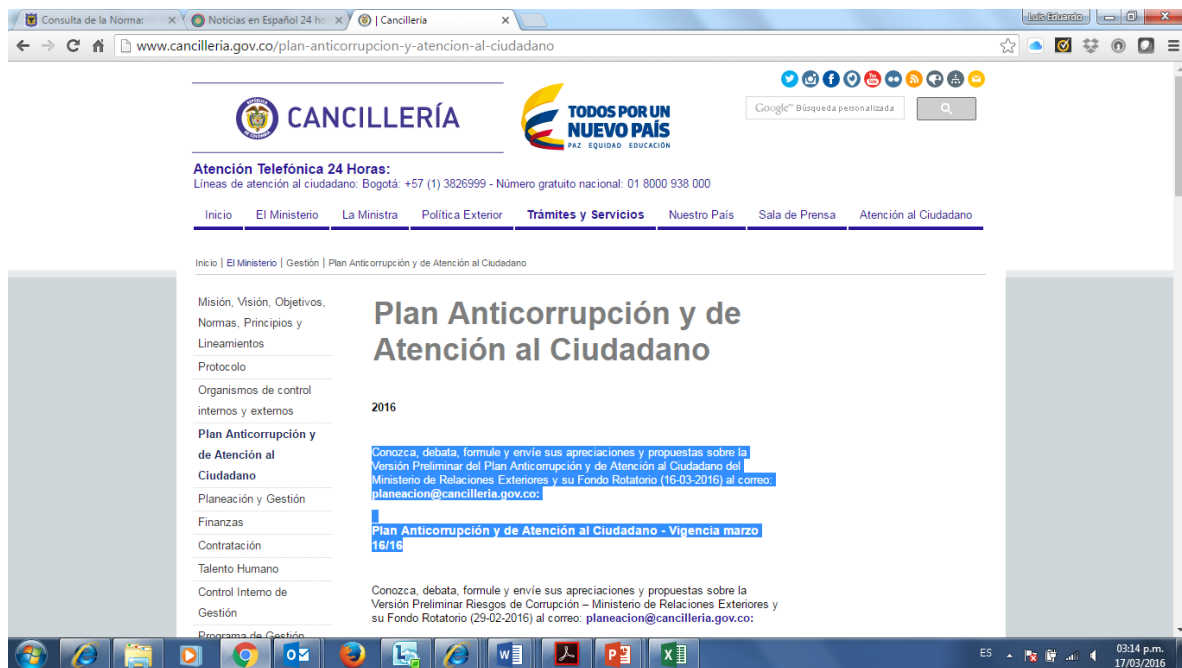 Consulta de la Norma:
Noticias en Español 24 ho
| Cancillería
Luis Eduardo
www.cancilleria.gov.co/plan-anticorrupcion-y-atencion-al-ciudadano
CANCILLERÍA
TODOS POR UN
NUEVO PAÍS
PAZ EQUIDAD EDUCACIÓN
Google™ Búsqueda personalizada
Atención Telefónica 24 Horas:
Líneas de atención al ciudadano: Bogotá: +57 (1) 3826999 - Número gratuito nacional: 01 8000 938 000
Inicio El Ministerio La Ministra Política Exterior Trámites y Servicios Nuestro País Sala de Prensa Atención al Ciudadano
Inicio | El Ministerio | Gestión | Plan Anticorrupción y de Atención al Ciudadano
Misión, Visión, Objetivos,
Normas, Principios y
Lineamientos
Protocolo
Organismos de control
internos y externos
Plan Anticorrupción y
de Atención al
Ciudadano
Planeación y Gestión
Finanzas
Contratación
Talento Humano
Control Interno de
Gestión
Programa de Gestión
Plan Anticorrupción y de
Atención al Ciudadano
2016
Conozca, debata, formule y envíe sus apreciaciones y propuestas sobre la
Versión Preliminar del Plan Anticorrupción y de Atención al Ciudadano del
Ministerio de Relaciones Exteriores y su Fondo Rotatorio (16-03-2016) al correo:
planeacion@cancilleria.gov.co:
Plan Anticorrupción y de Atención al Ciudadano - Vigencia marzo
16/16
Conozca, debata, formule y envíe sus apreciaciones y propuestas sobre la
Versión Preliminar Riesgos de Corrupción – Ministerio de Relaciones Exteriores y
su Fondo Rotatorio (29-02-2016) al correo: planeacion@cancilleria.gov.co:
ES
03:14 p.m.
17/03/2016